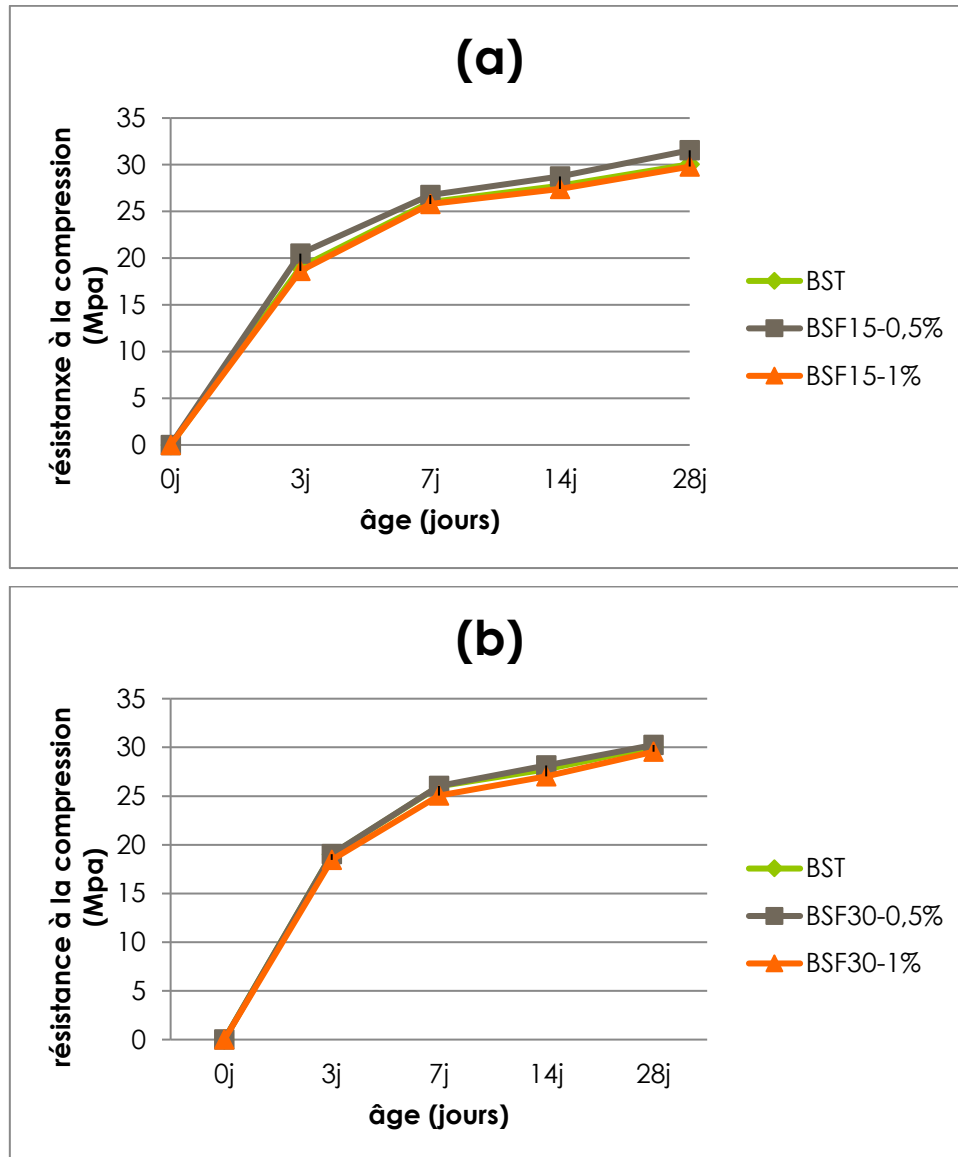 (a)
résistanxe à la compression
(Mpa)
35
30
25
20
15
10
5
0
0j 3j 7j 14j 28j
âge (jours)
BST
BSF15-0,5%
BSF15-1%
(b)
résistance à la compression
(Mpa)
35
30
25
20
15
10
5
0
0j 3j 7j 14j 28j
âge (jours)
BST
BSF30-0,5%
BSF30-1%